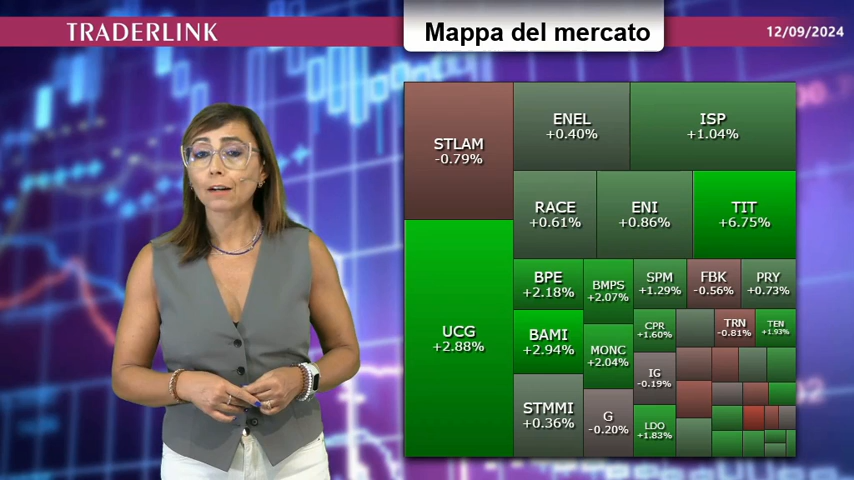 TRADERLINK
Mappa del mercato
12/09/2024
STLAM
-0.79%
ENEL
+0.40%
ISP
+1.04%
RACE
+0.61%
ENI
+0.86%
TIT
+6.75%
UCG
+2.88%
BPE
+2.18%
BMPS
+2.07%
SPM
+1.29%
FBK
-0.56%
PRY
+0.73%
BAMI
+2.94%
MONC
+2.04%
CPR
+1.60%
TRN
-0.81%
TEN
+1.93%
IG
-0.19%
STMMI
+0.36%
G
-0.20%
LDO
+1.83%